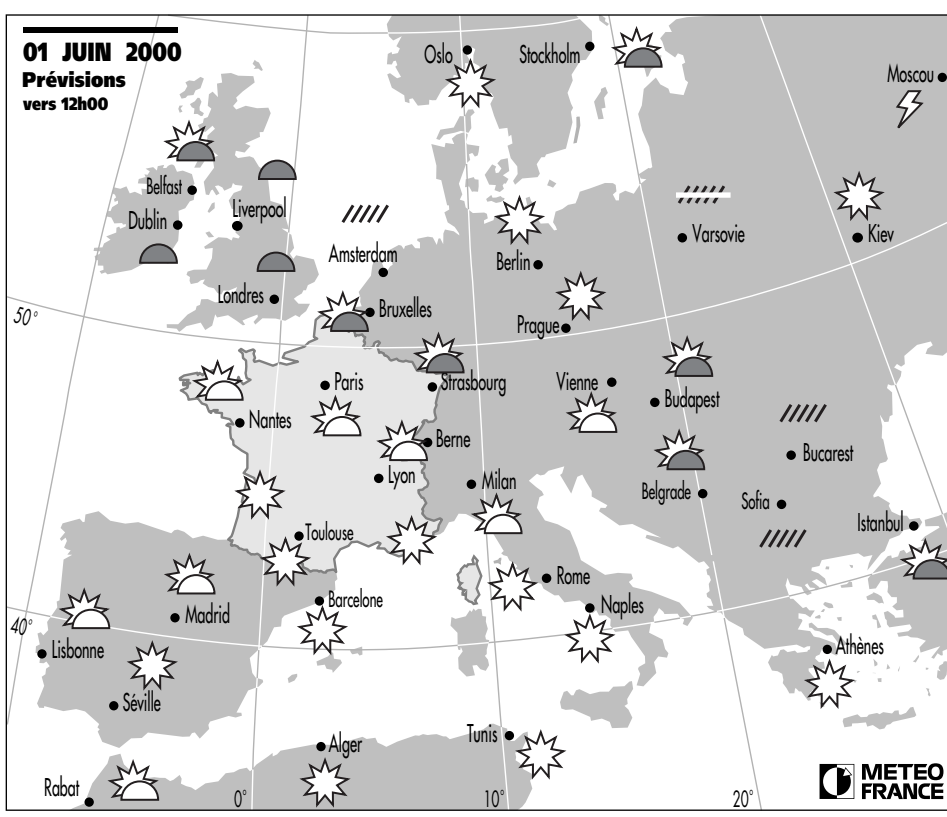 01 JUIN 2000
Prévisions
vers 12h00
Oslo
Stockholm
Moscou
Belfast
Dublin
Liverpool
Amsterdam
Berlin
Varsovie
Kiev
Londres
Bruxelles
50°
Prague
Paris
Strasbourg
Vienne
Budapest
Nantes
Berne
Lyon
Milan
Belgrade
Bucarest
Sofia
Istanbul
Toulouse
Rome
Barcelone
Naples
Madrid
40°
Lisbonne
Athènes
Séville
Alger
Tunis
Rabat
0°
10°
20°
METEO
FRANCE